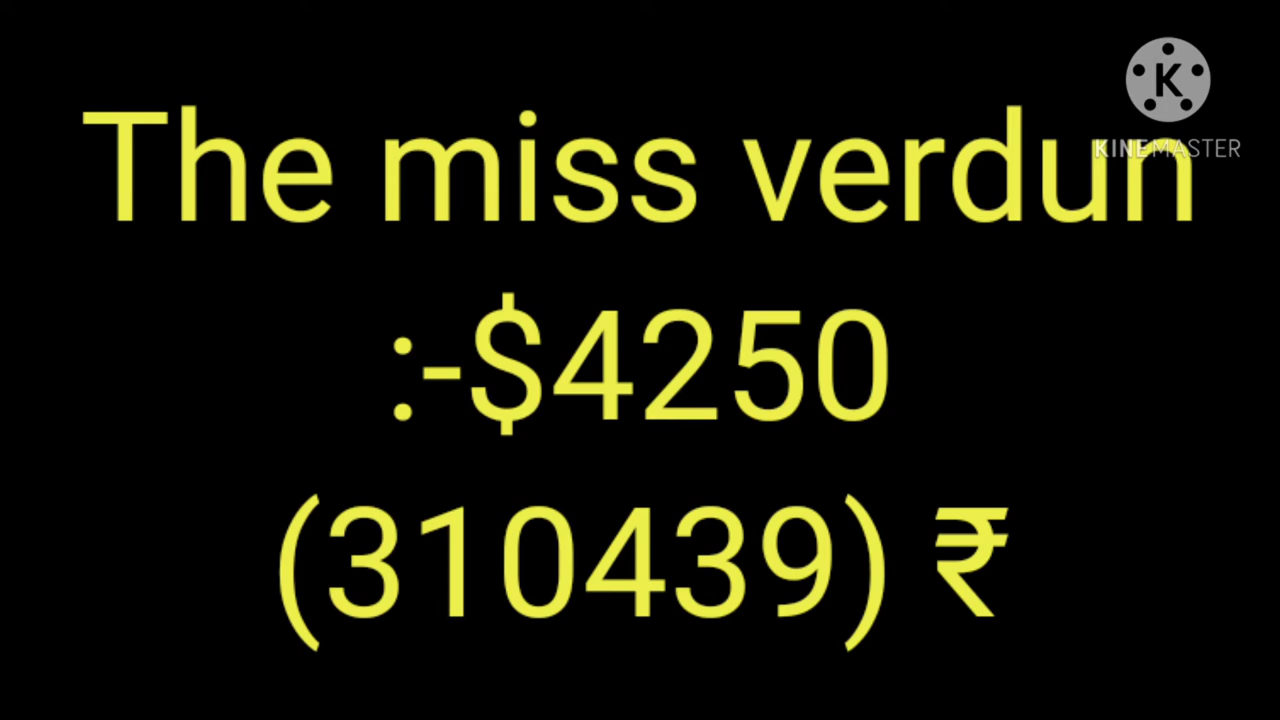 K
KINEMASTER
The miss verdun
:-$4250
(310439) ₹